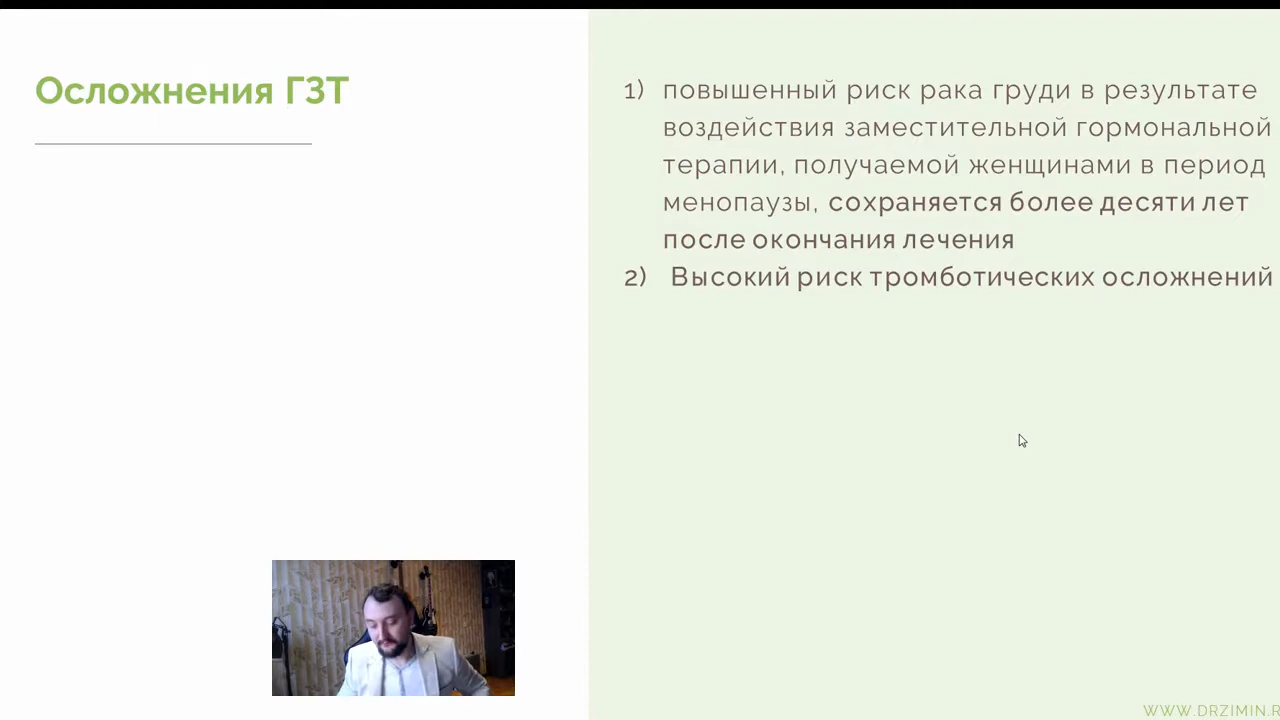 Осложнения ГЗТ
1) повышенный риск рака груди в результате
воздействия заместительной гормональной
терапии, получаемой женщинами в период
менопаузы, сохраняется более десяти лет
после окончания лечения
2) Высокий риск тромботических осложнений
WWW.DRZIMIN.R